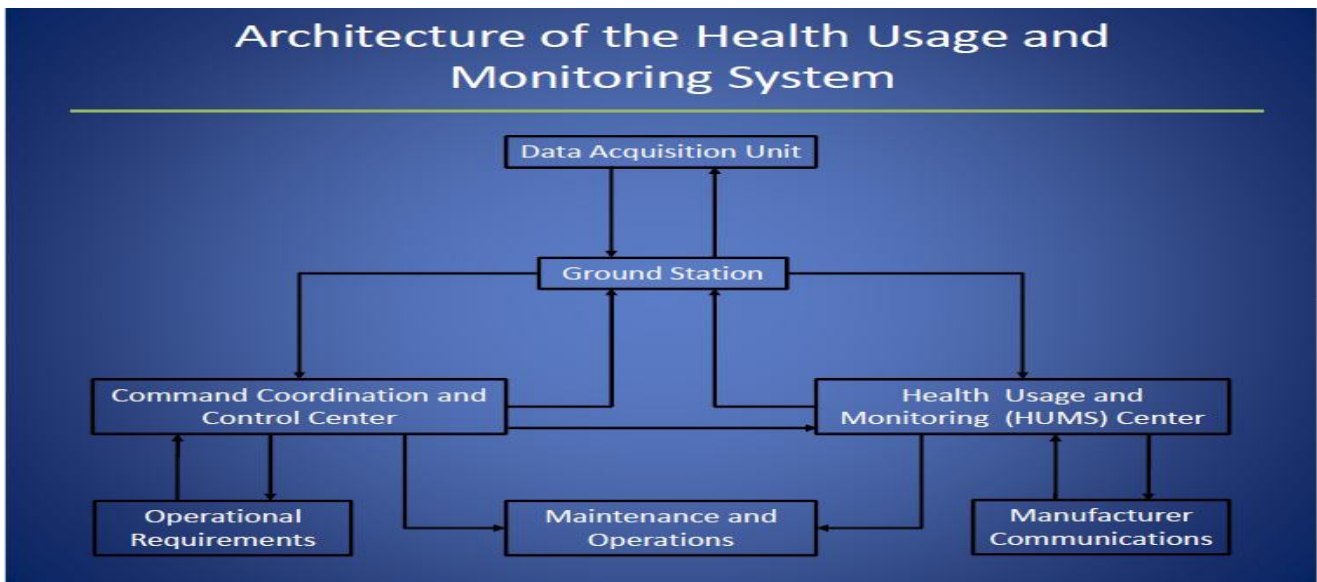 Architecture of the Health Usage and
Monitoring System
Data Acquisition Unit
Ground Station
Command Coordination and
Control Center
Health Usage and
Monitoring (HUMS) Center
Operational
Requirements
Maintenance and
Operations
Manufacturer
Communications